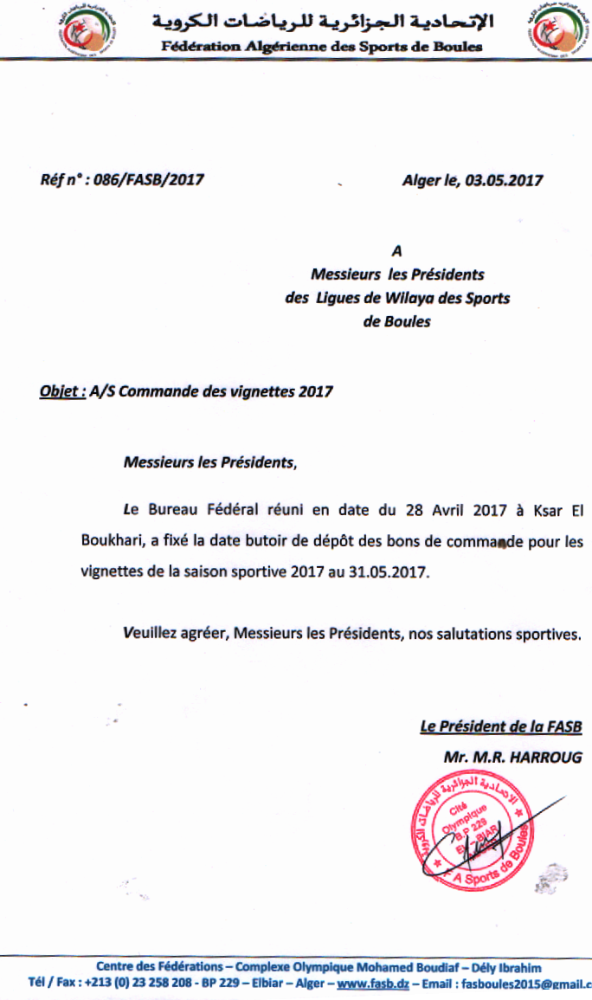 الإتحادية الجزائرية للرياضات الكروية
Fédération Algérienne des Sports de Boules
Réf n° : 086/FASB/2017 Alger le, 03.05.2017
A
Messieurs les Présidents
des Ligues de Wilaya des Sports
de Boules
Objet : A/S Commande des vignettes 2017
Messieurs les Présidents,
Le Bureau Fédéral réuni en date du 28 Avril 2017 à Ksar El
Boukhari, a fixé la date butoir de dépôt des bons de commande pour les
vignettes de la saison sportive 2017 au 31.05.2017.
Veuillez agréer, Messieurs les Présidents, nos salutations sportives.
Le Président de la FASB
Mr. M.R. HARROUG
الاتحادية الجزائرية للرياضات الكروية
Cité
Olympique
B.P 229
EL - BIAR
F A Sports de Boules
Centre des Fédérations – Complexe Olympique Mohamed Boudiaf – Dély Ibrahim
Tél / Fax : +213 (0) 23 258 208 - BP 229 – Elbiar – Alger – www.fasb.dz – Email : fasboules2015@gmail.c